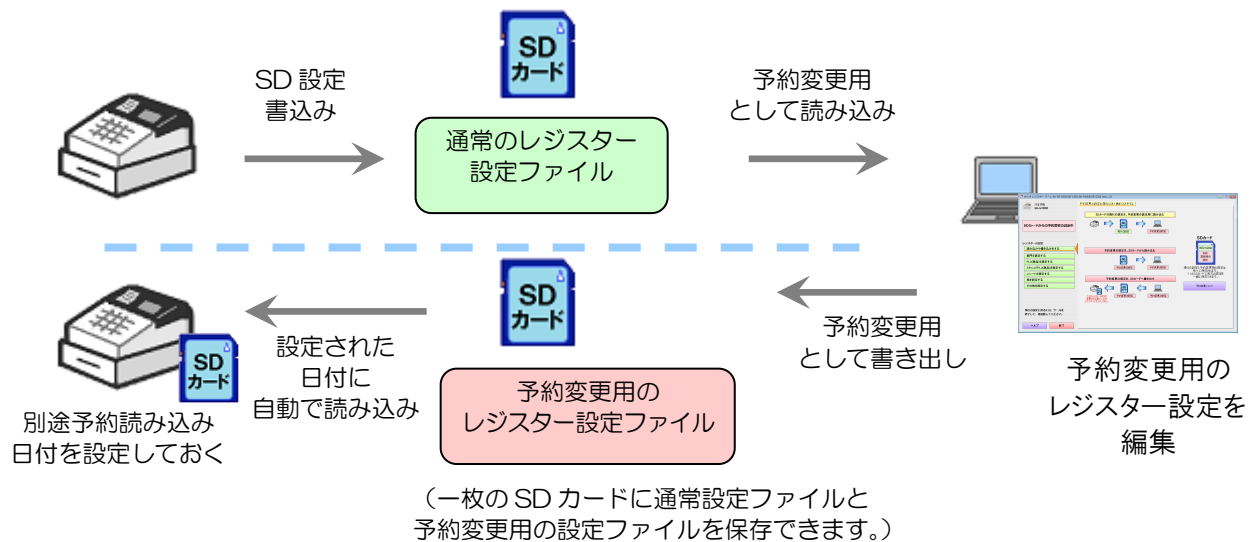 SD 設定
書込み
SD
カード
通常のレジスター
設定ファイル
予約変更用
として読み込み
SD
カード
別途予約読み込み
日付を設定しておく
設定された
日付に
自動で読み込み
SD
カード
予約変更用の
レジスター設定ファイル
予約変更用
として書き出し
SDカード
予約変更用の
レジスター設定を
編集
（一枚の SD カードに通常設定ファイルと
予約変更用の設定ファイルを保存できます。）